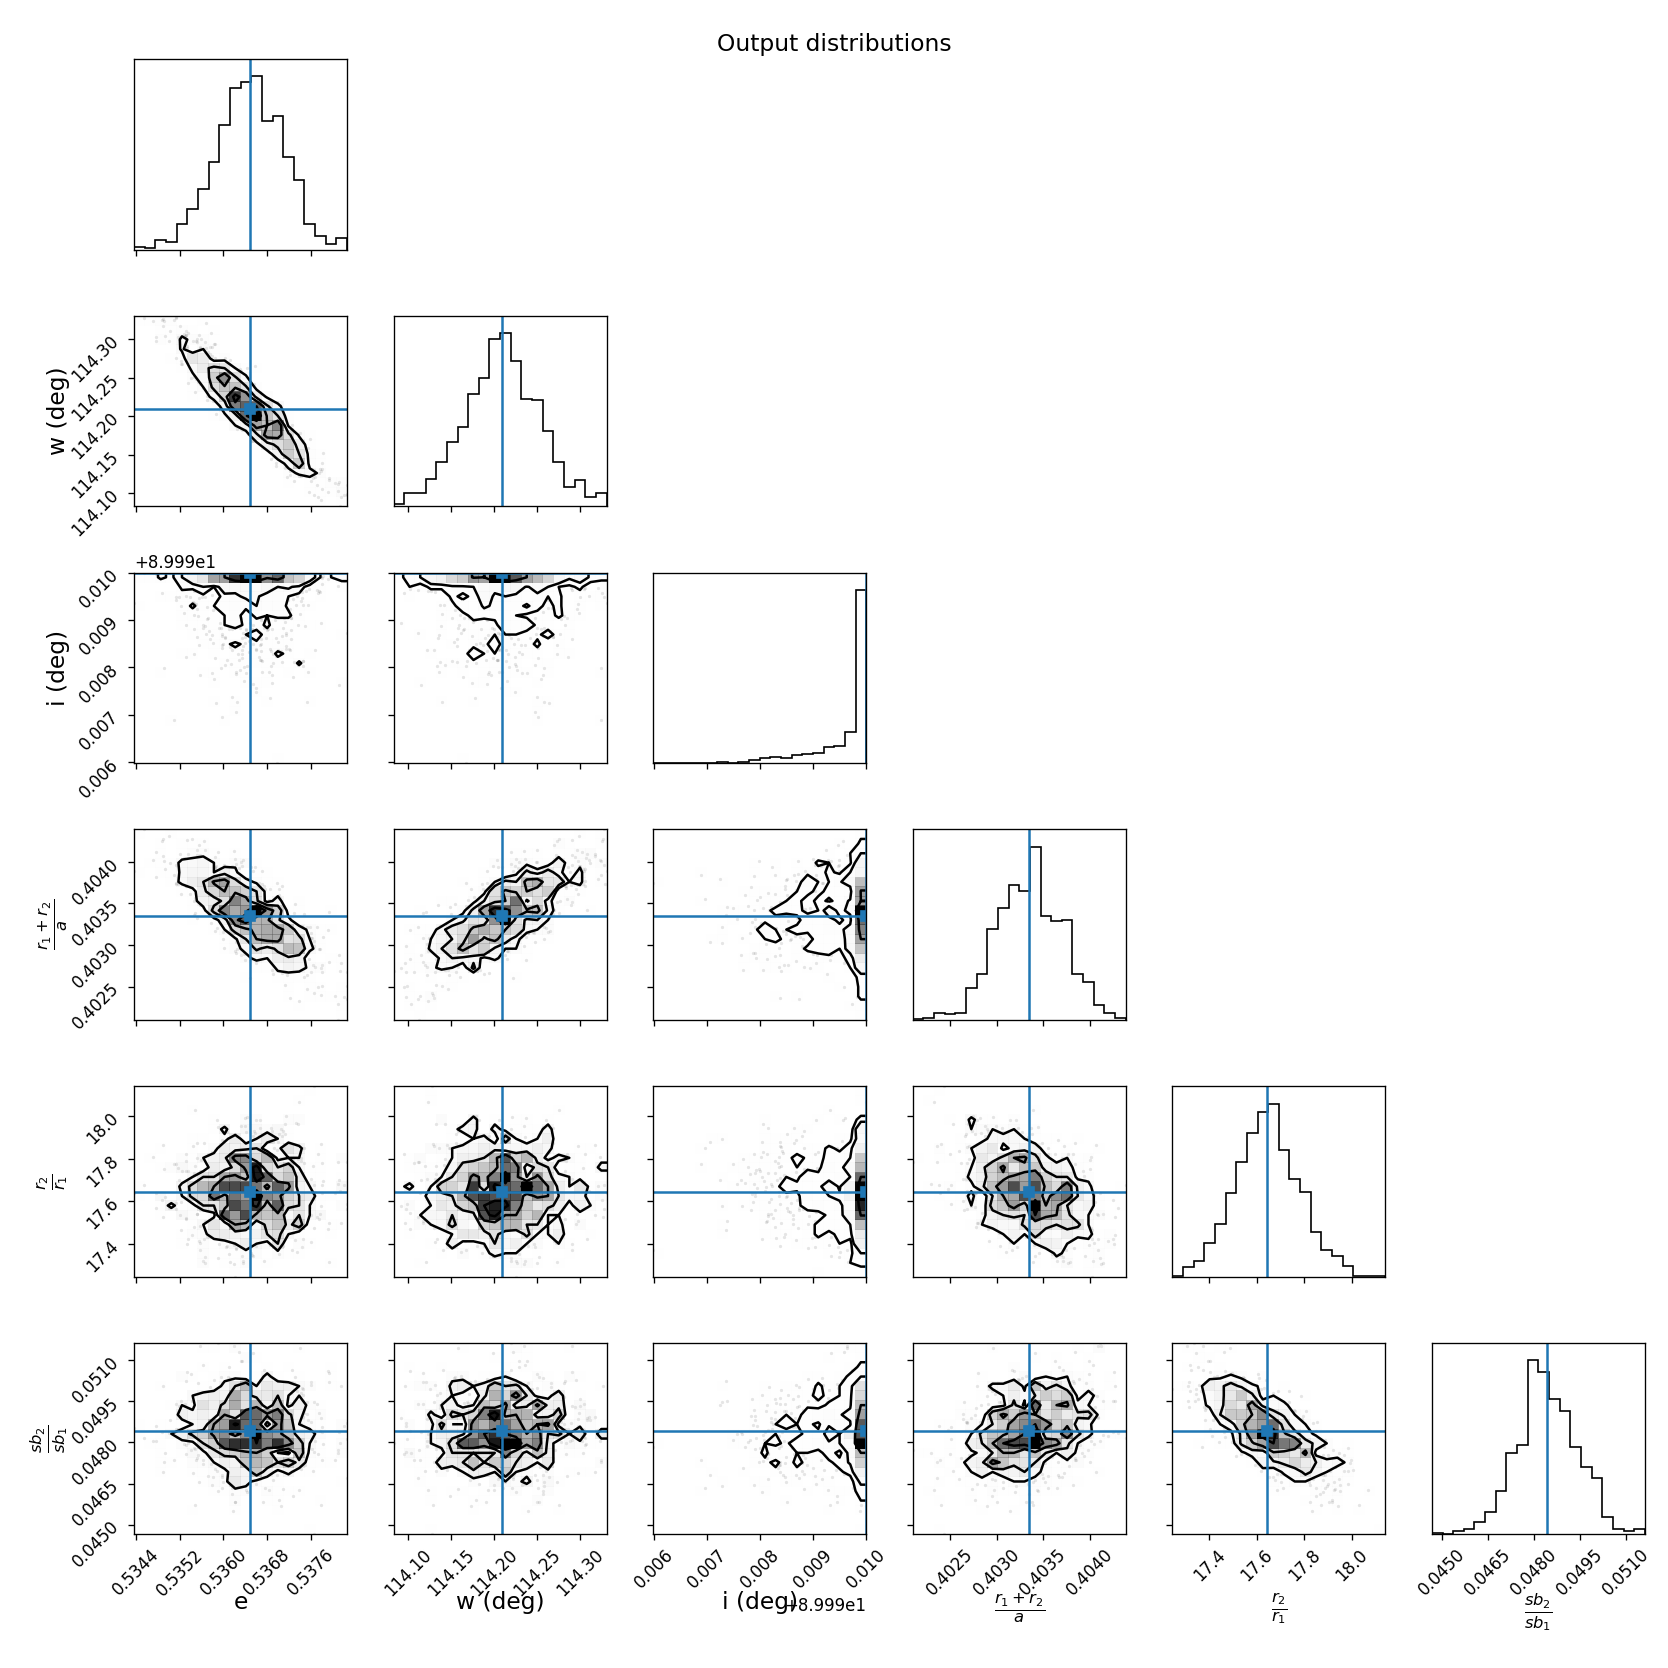 Output distributions
w (deg)
114.30
114.25
114.20
114.15
114.10
+8.999e1
i (deg)
0.010
0.009
0.008
0.007
0.006
r₁ + r₂
a
0.4040
0.4035
0.4030
0.4025
r₂
r₁
18.0
17.8
17.6
17.4
sb₂
sb₁
0.0510
0.0495
0.0480
0.0465
0.0450
0.5344 0.5352 0.5360 0.5368 0.5376
114.10 114.15 114.20 114.25 114.30
0.006 0.007 0.008 0.009 0.010
0.4025 0.4030 0.4035 0.4040
17.4 17.6 17.8 18.0
0.0450 0.0465 0.0480 0.0495 0.0510
e
w (deg)
i (deg)
+8.999e1
r₁ + r₂
a
r₂
r₁
sb₂
sb₁